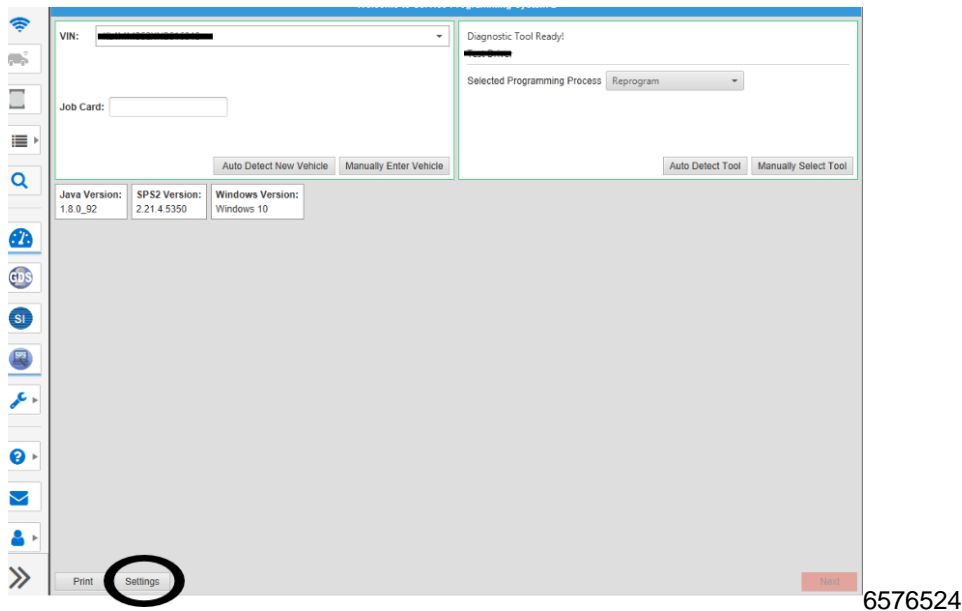 VIN:
Job Card:
Auto Detect New Vehicle Manually Enter Vehicle
Diagnostic Tool Ready!
Selected Programming Process Reprogram
Auto Detect Tool Manually Select Tool
Java Version: SPS2 Version: Windows Version:
1.8.0_92 2.21.4.5350 Windows 10
GDS
SI
Print Settings Next
6576524